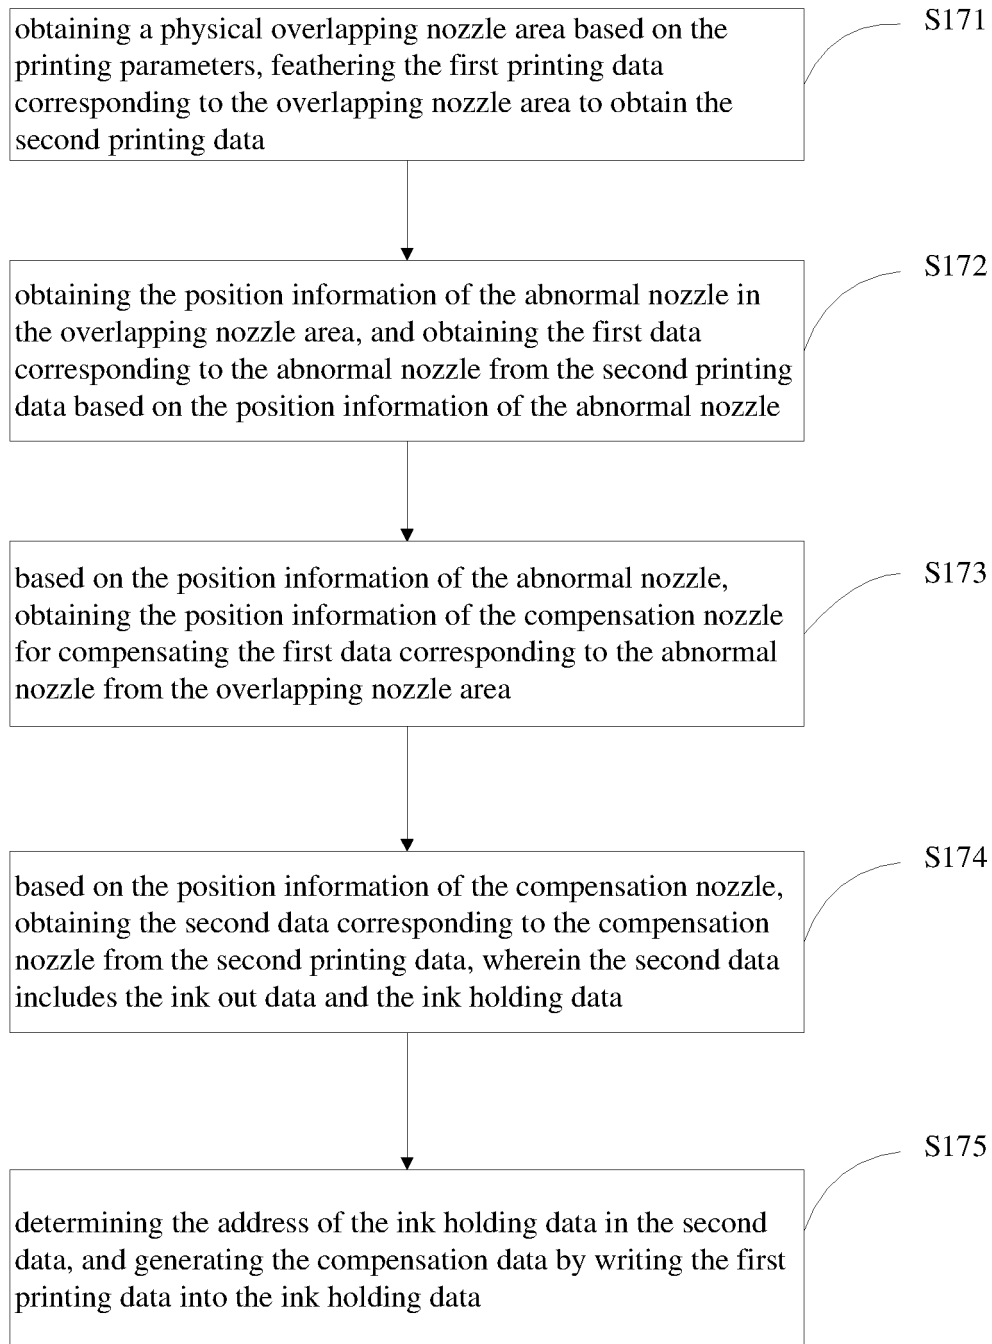 obtaining a physical overlapping nozzle area based on the
printing parameters, feathering the first printing data
corresponding to the overlapping nozzle area to obtain the
second printing data
S171
obtaining the position information of the abnormal nozzle in
the overlapping nozzle area, and obtaining the first data
corresponding to the abnormal nozzle from the second printing
data based on the position information of the abnormal nozzle
S172
based on the position information of the abnormal nozzle,
obtaining the position information of the compensation nozzle
for compensating the first data corresponding to the abnormal
nozzle from the overlapping nozzle area
S173
based on the position information of the compensation nozzle,
obtaining the second data corresponding to the compensation
nozzle from the second printing data, wherein the second data
includes the ink out data and the ink holding data
S174
determining the address of the ink holding data in the second
data, and generating the compensation data by writing the first
printing data into the ink holding data
S175